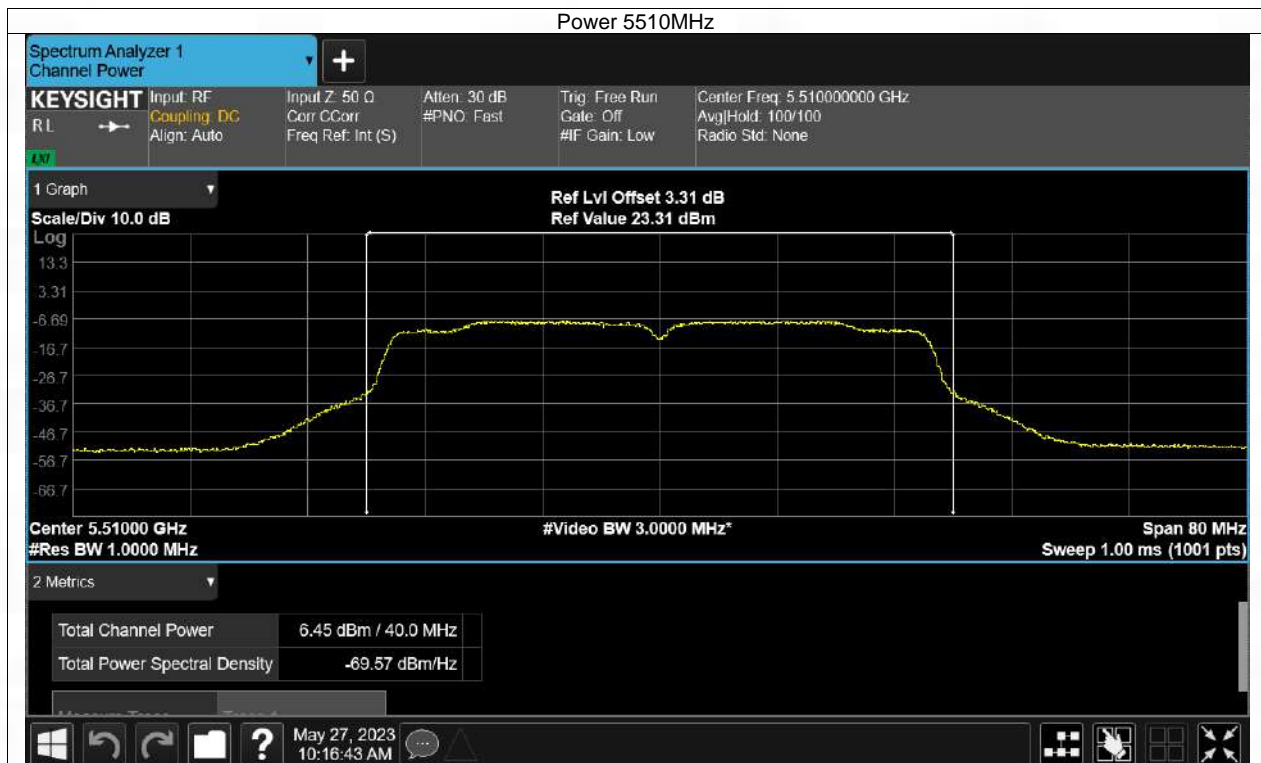 Power 5510MHz
Spectrum Analyzer 1
Channel Power
+
KEYSIGHT
RL
LXI
Input: RF
Coupling: DC
Align: Auto
Input Z: 50 Ω
Corr CCorr
Freq Ref: Int (S)
Atten: 30 dB
#PNO: Fast
Trig: Free Run
Gate: Off
#IF Gain: Low
Center Freq: 5.510000000 GHz
Avg|Hold: 100/100
Radio Std: None
1 Graph
Scale/Div 10.0 dB
Ref Lvl Offset 3.31 dB
Ref Value 23.31 dBm
Log
13.3
3.31
-6.69
-16.7
-26.7
-36.7
-46.7
-56.7
-66.7
Center 5.51000 GHz
#Video BW 3.0000 MHz*
Span 80 MHz
#Res BW 1.0000 MHz
Sweep 1.00 ms (1001 pts)
2 Metrics
Total Channel Power 6.45 dBm / 40.0 MHz
Total Power Spectral Density -69.57 dBm/Hz
?
May 27, 2023
10:16:43 AM